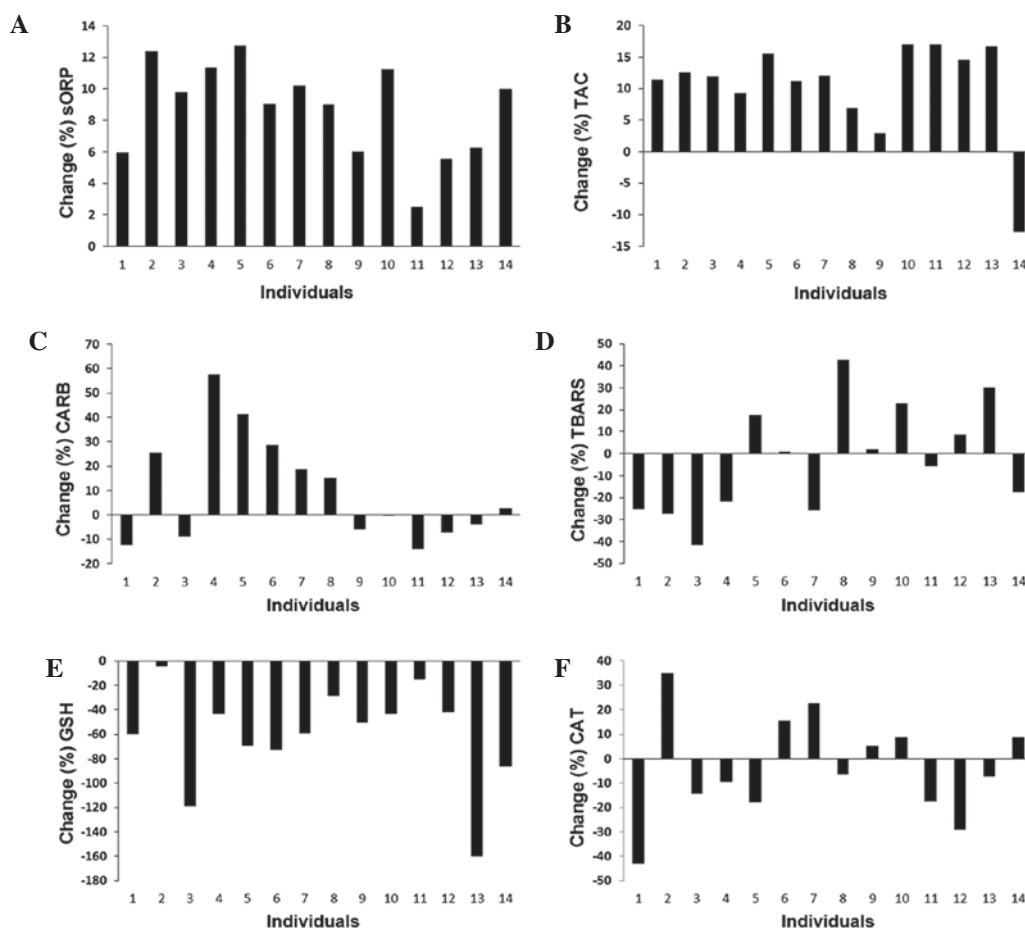 A
Change (%) sORP
14
12
10
8
6
4
2
0
1 2 3 4 5 6 7 8 9 10 11 12 13 14
Individuals
B
Change (%) TAC
20
15
10
5
0
-5
-10
-15
1 2 3 4 5 6 7 8 9 10 11 12 13 14
Individuals
C
Change (%) CARB
70
60
50
40
30
20
10
0
-10
-20
1 2 3 4 5 6 7 8 9 10 11 12 13 14
Individuals
D
Change (%) TBARS
50
40
30
20
10
0
-10
-20
-30
-40
-50
1 2 3 4 5 6 7 8 9 10 11 12 13 14
Individuals
E
Change (%) GSH
0
-20
-40
-60
-80
-100
-120
-140
-160
-180
1 2 3 4 5 6 7 8 9 10 11 12 13 14
Individuals
F
Change (%) CAT
40
30
20
10
0
-10
-20
-30
-40
-50
1 2 3 4 5 6 7 8 9 10 11 12 13 14
Individuals